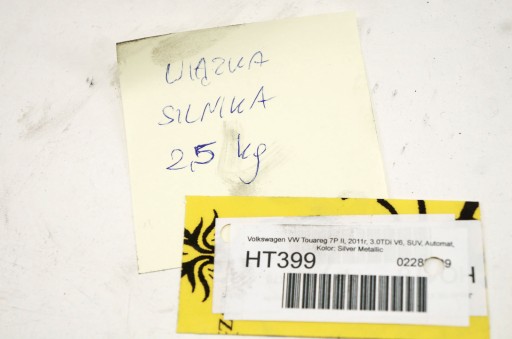 WIĄZKA
SILNIKA
2,5 kg
Volkswagen VW Touareg 7P II, 2011r, 3.0TDi V6, SUV, Automat,
Kolor: Silver Metallic
HT399